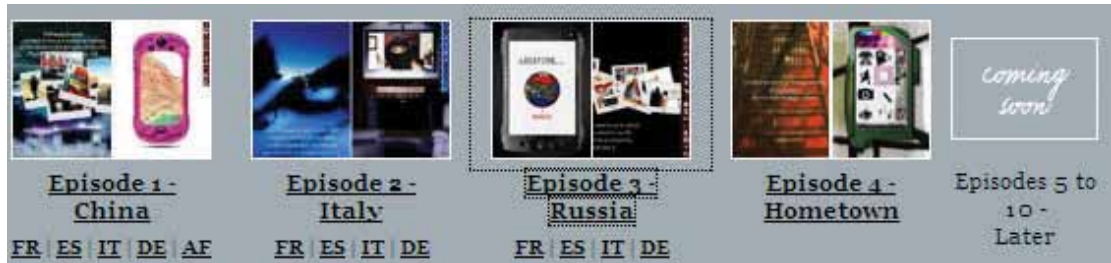 LOCATION...
coming
soon
Episode 1 -
China
FR | ES | IT | DE | AF
Episode 2 -
Italy
FR | ES | IT | DE
Episode 3 -
Russia
FR | ES | IT | DE
Episode 4 -
Hometown
Episodes 5 to
10 -
Later